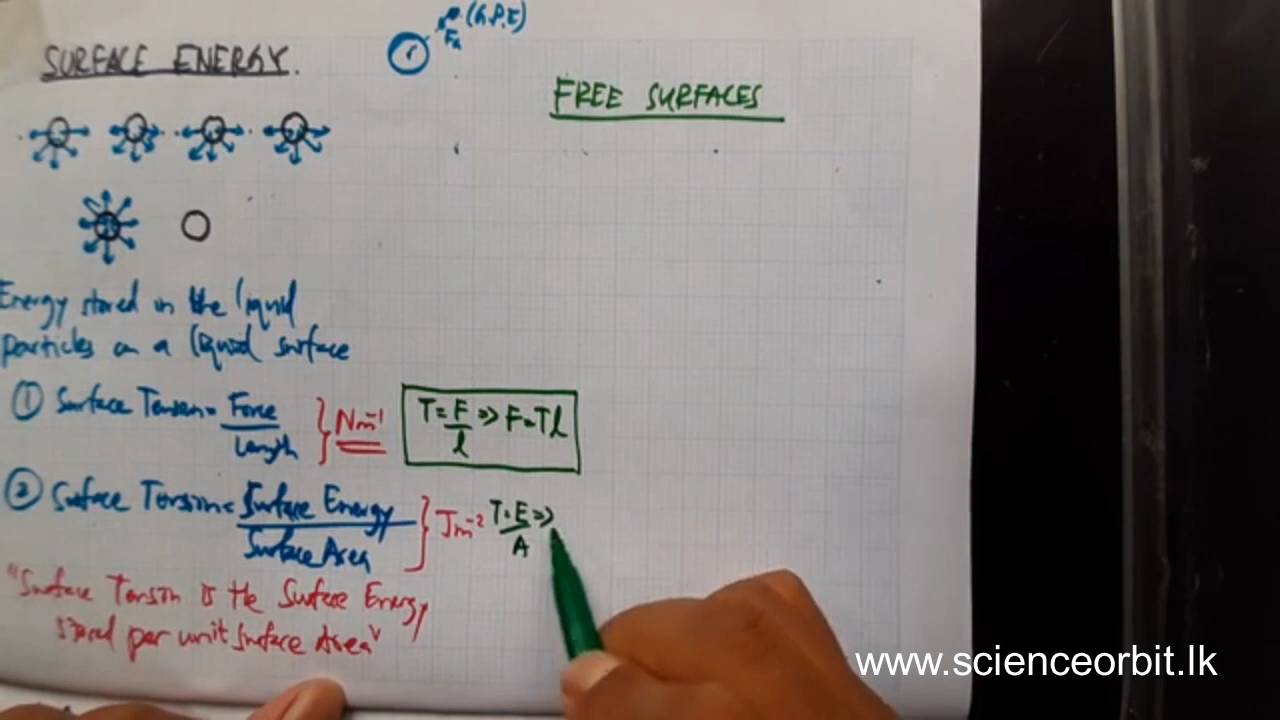 (G.P.E)
SURFACE ENERGY.
r
FA
FREE SURFACES
Energy stored in the liquid
particles on a liquid surface
① Surface Tension = Force
Length
} Nm⁻¹
T = F/l ⇒ F = Tl
② Surface Tension = Surface Energy
Surface Area
} Jm⁻²
T = E/A ⇒
"Surface Tension is the Surface Energy
stored per unit Surface Area"
www.scienceorbit.lk